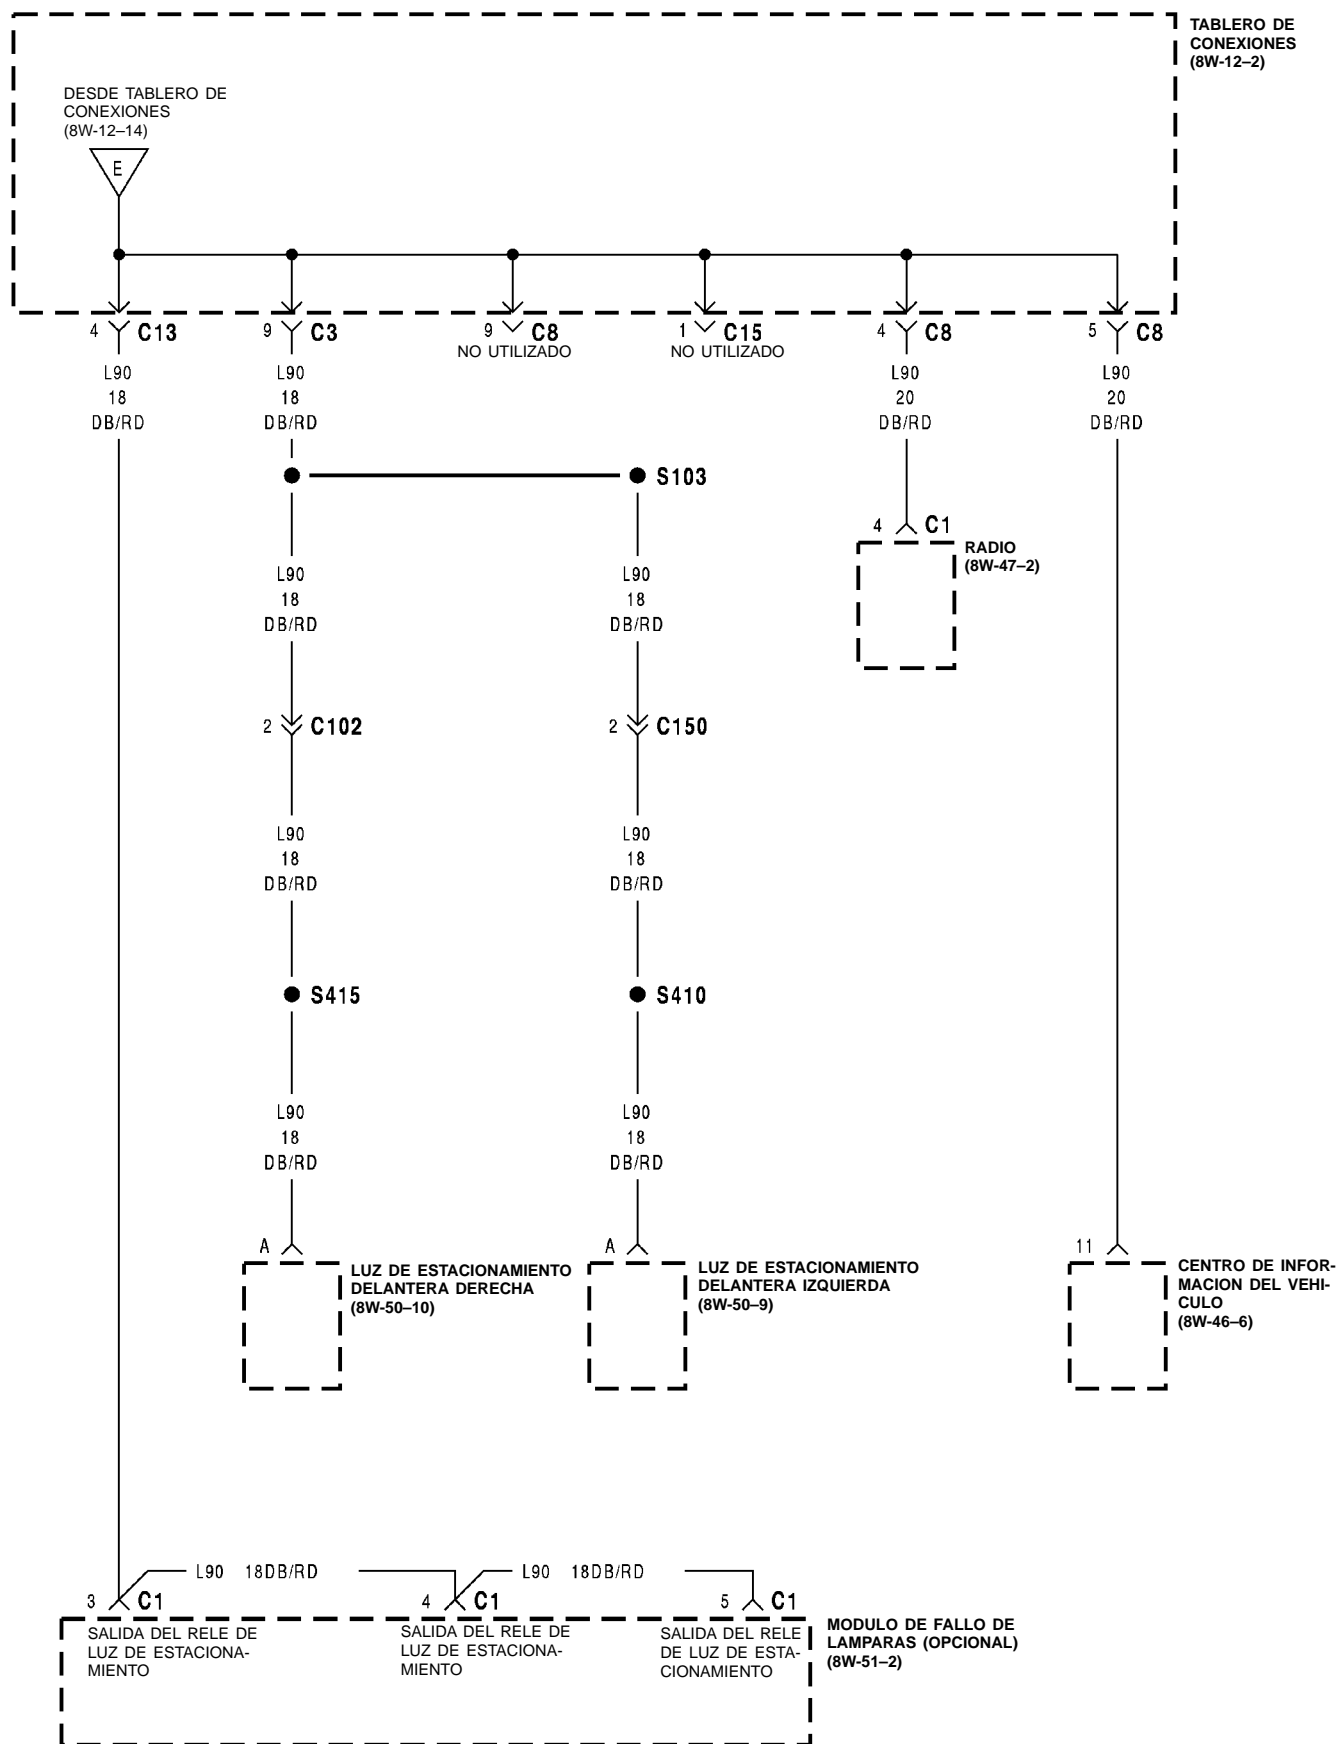 TABLERO DE
CONEXIONES
(8W-12–2)
DESDE TABLERO DE
CONEXIONES
(8W-12–14)
E
4 C13
9 C3
9 C8
NO UTILIZADO
1 C15
NO UTILIZADO
4 C8
5 C8
L90
18
DB/RD
L90
18
DB/RD
L90
20
DB/RD
L90
20
DB/RD
S103
4 C1
RADIO
(8W-47–2)
L90
18
DB/RD
L90
18
DB/RD
2 C102
2 C150
L90
18
DB/RD
L90
18
DB/RD
S415
S410
L90
18
DB/RD
L90
18
DB/RD
A
LUZ DE ESTACIONAMIENTO
DELANTERA DERECHA
(8W-50–10)
A
LUZ DE ESTACIONAMIENTO
DELANTERA IZQUIERDA
(8W-50–9)
11
CENTRO DE INFOR-
MACION DEL VEHI-
CULO
(8W-46–6)
L90 18DB/RD
L90 18DB/RD
3 C1
4 C1
5 C1
SALIDA DEL RELE DE
LUZ DE ESTACIONA-
MIENTO
SALIDA DEL RELE DE
LUZ DE ESTACIONA-
MIENTO
SALIDA DEL RELE
DE LUZ DE ESTA-
CIONAMIENTO
MODULO DE FALLO DE
LAMPARAS (OPCIONAL)
(8W-51–2)